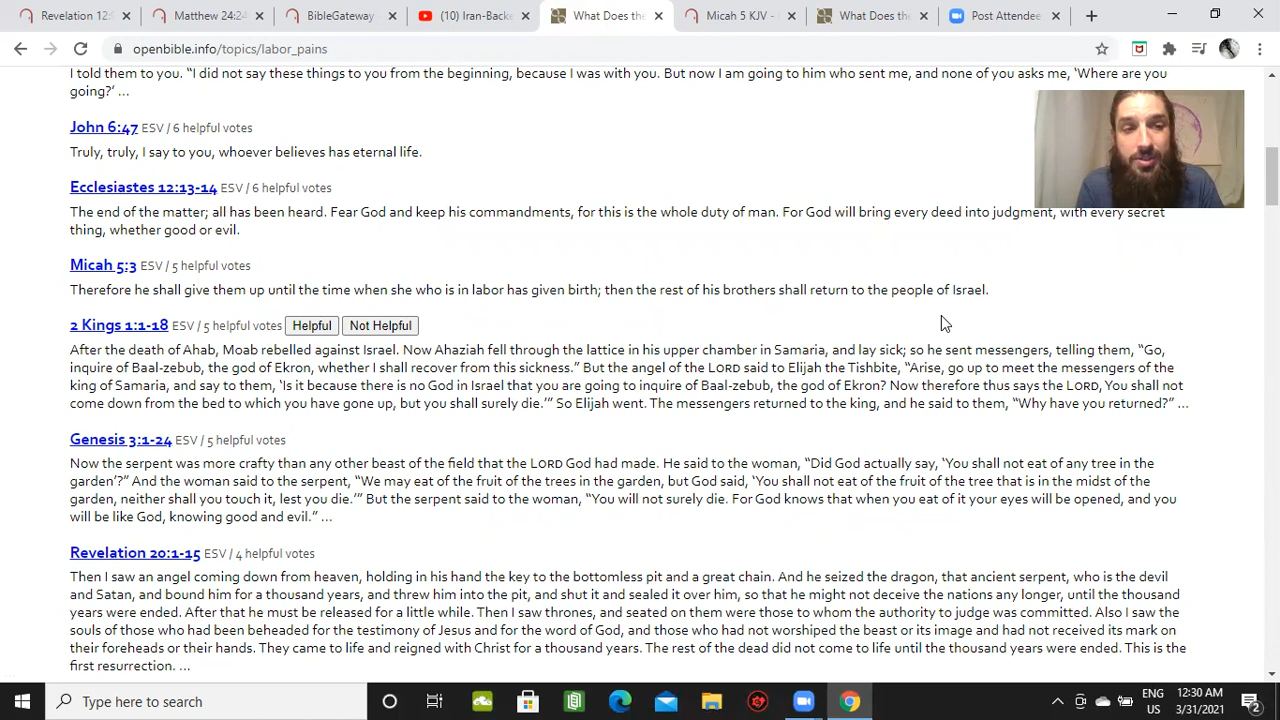 Revelation 12:
Matthew 24:24
BibleGateway -
(10) Iran-Backe
What Does the
Micah 5 KJV -
What Does the
Post Attendee
openbible.info/topics/labor_pains
I told them to you. “I did not say these things to you from the beginning, because I was with you. But now I am going to him who sent me, and none of you asks me, ‘Where are you
going?’ ...
John 6:47 ESV / 6 helpful votes
Truly, truly, I say to you, whoever believes has eternal life.
Ecclesiastes 12:13-14 ESV / 6 helpful votes
The end of the matter; all has been heard. Fear God and keep his commandments, for this is the whole duty of man. For God will bring every deed into judgment, with every secret
thing, whether good or evil.
Micah 5:3 ESV / 5 helpful votes
Therefore he shall give them up until the time when she who is in labor has given birth; then the rest of his brothers shall return to the people of Israel.
2 Kings 1:1-18 ESV / 5 helpful votes Helpful Not Helpful
After the death of Ahab, Moab rebelled against Israel. Now Ahaziah fell through the lattice in his upper chamber in Samaria, and lay sick; so he sent messengers, telling them, “Go,
inquire of Baal-zebub, the god of Ekron, whether I shall recover from this sickness.” But the angel of the LORD said to Elijah the Tishbite, “Arise, go up to meet the messengers of the
king of Samaria, and say to them, ‘Is it because there is no God in Israel that you are going to inquire of Baal-zebub, the god of Ekron? Now therefore thus says the LORD, You shall not
come down from the bed to which you have gone up, but you shall surely die.’” So Elijah went. The messengers returned to the king, and he said to them, “Why have you returned?” ...
Genesis 3:1-24 ESV / 5 helpful votes
Now the serpent was more crafty than any other beast of the field that the LORD God had made. He said to the woman, “Did God actually say, ‘You shall not eat of any tree in the
garden’?” And the woman said to the serpent, “We may eat of the fruit of the trees in the garden, but God said, ‘You shall not eat of the fruit of the tree that is in the midst of the
garden, neither shall you touch it, lest you die.’” But the serpent said to the woman, “You will not surely die. For God knows that when you eat of it your eyes will be opened, and you
will be like God, knowing good and evil.” ...
Revelation 20:1-15 ESV / 4 helpful votes
Then I saw an angel coming down from heaven, holding in his hand the key to the bottomless pit and a great chain. And he seized the dragon, that ancient serpent, who is the devil
and Satan, and bound him for a thousand years, and threw him into the pit, and shut it and sealed it over him, so that he might not deceive the nations any longer, until the thousand
years were ended. After that he must be released for a little while. Then I saw thrones, and seated on them were those to whom the authority to judge was committed. Also I saw the
souls of those who had been beheaded for the testimony of Jesus and for the word of God, and those who had not worshiped the beast or its image and had not received its mark on
their foreheads or their hands. They came to life and reigned with Christ for a thousand years. The rest of the dead did not come to life until the thousand years were ended. This is the
first resurrection. ...
Type here to search
ENG
US
12:30 AM
3/31/2021
2